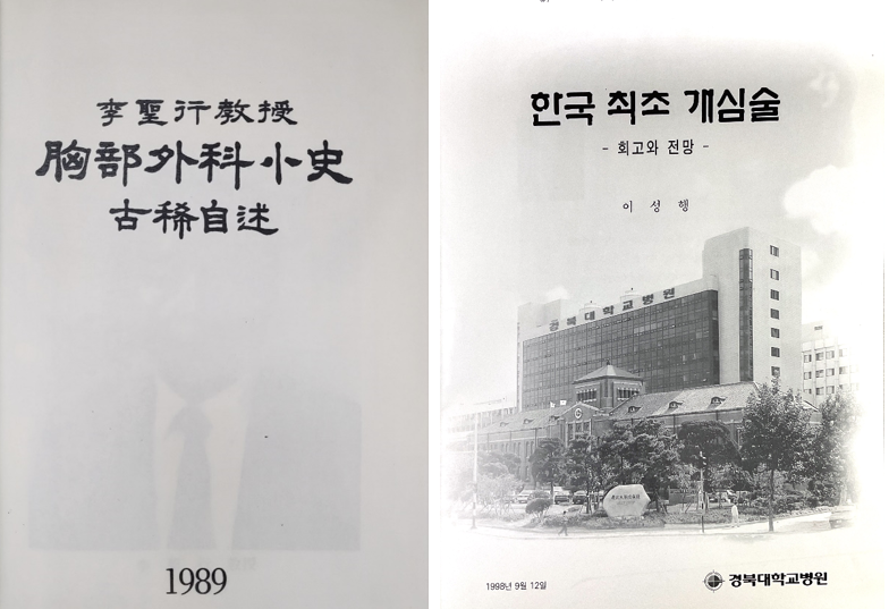 李聖行教授
胸部外科小史
古稀自述
1989
한국 최초 개심술
- 회고와 전망 -
이 성 행
경북대학교병원
1998년 9월 12일
경북대학교병원